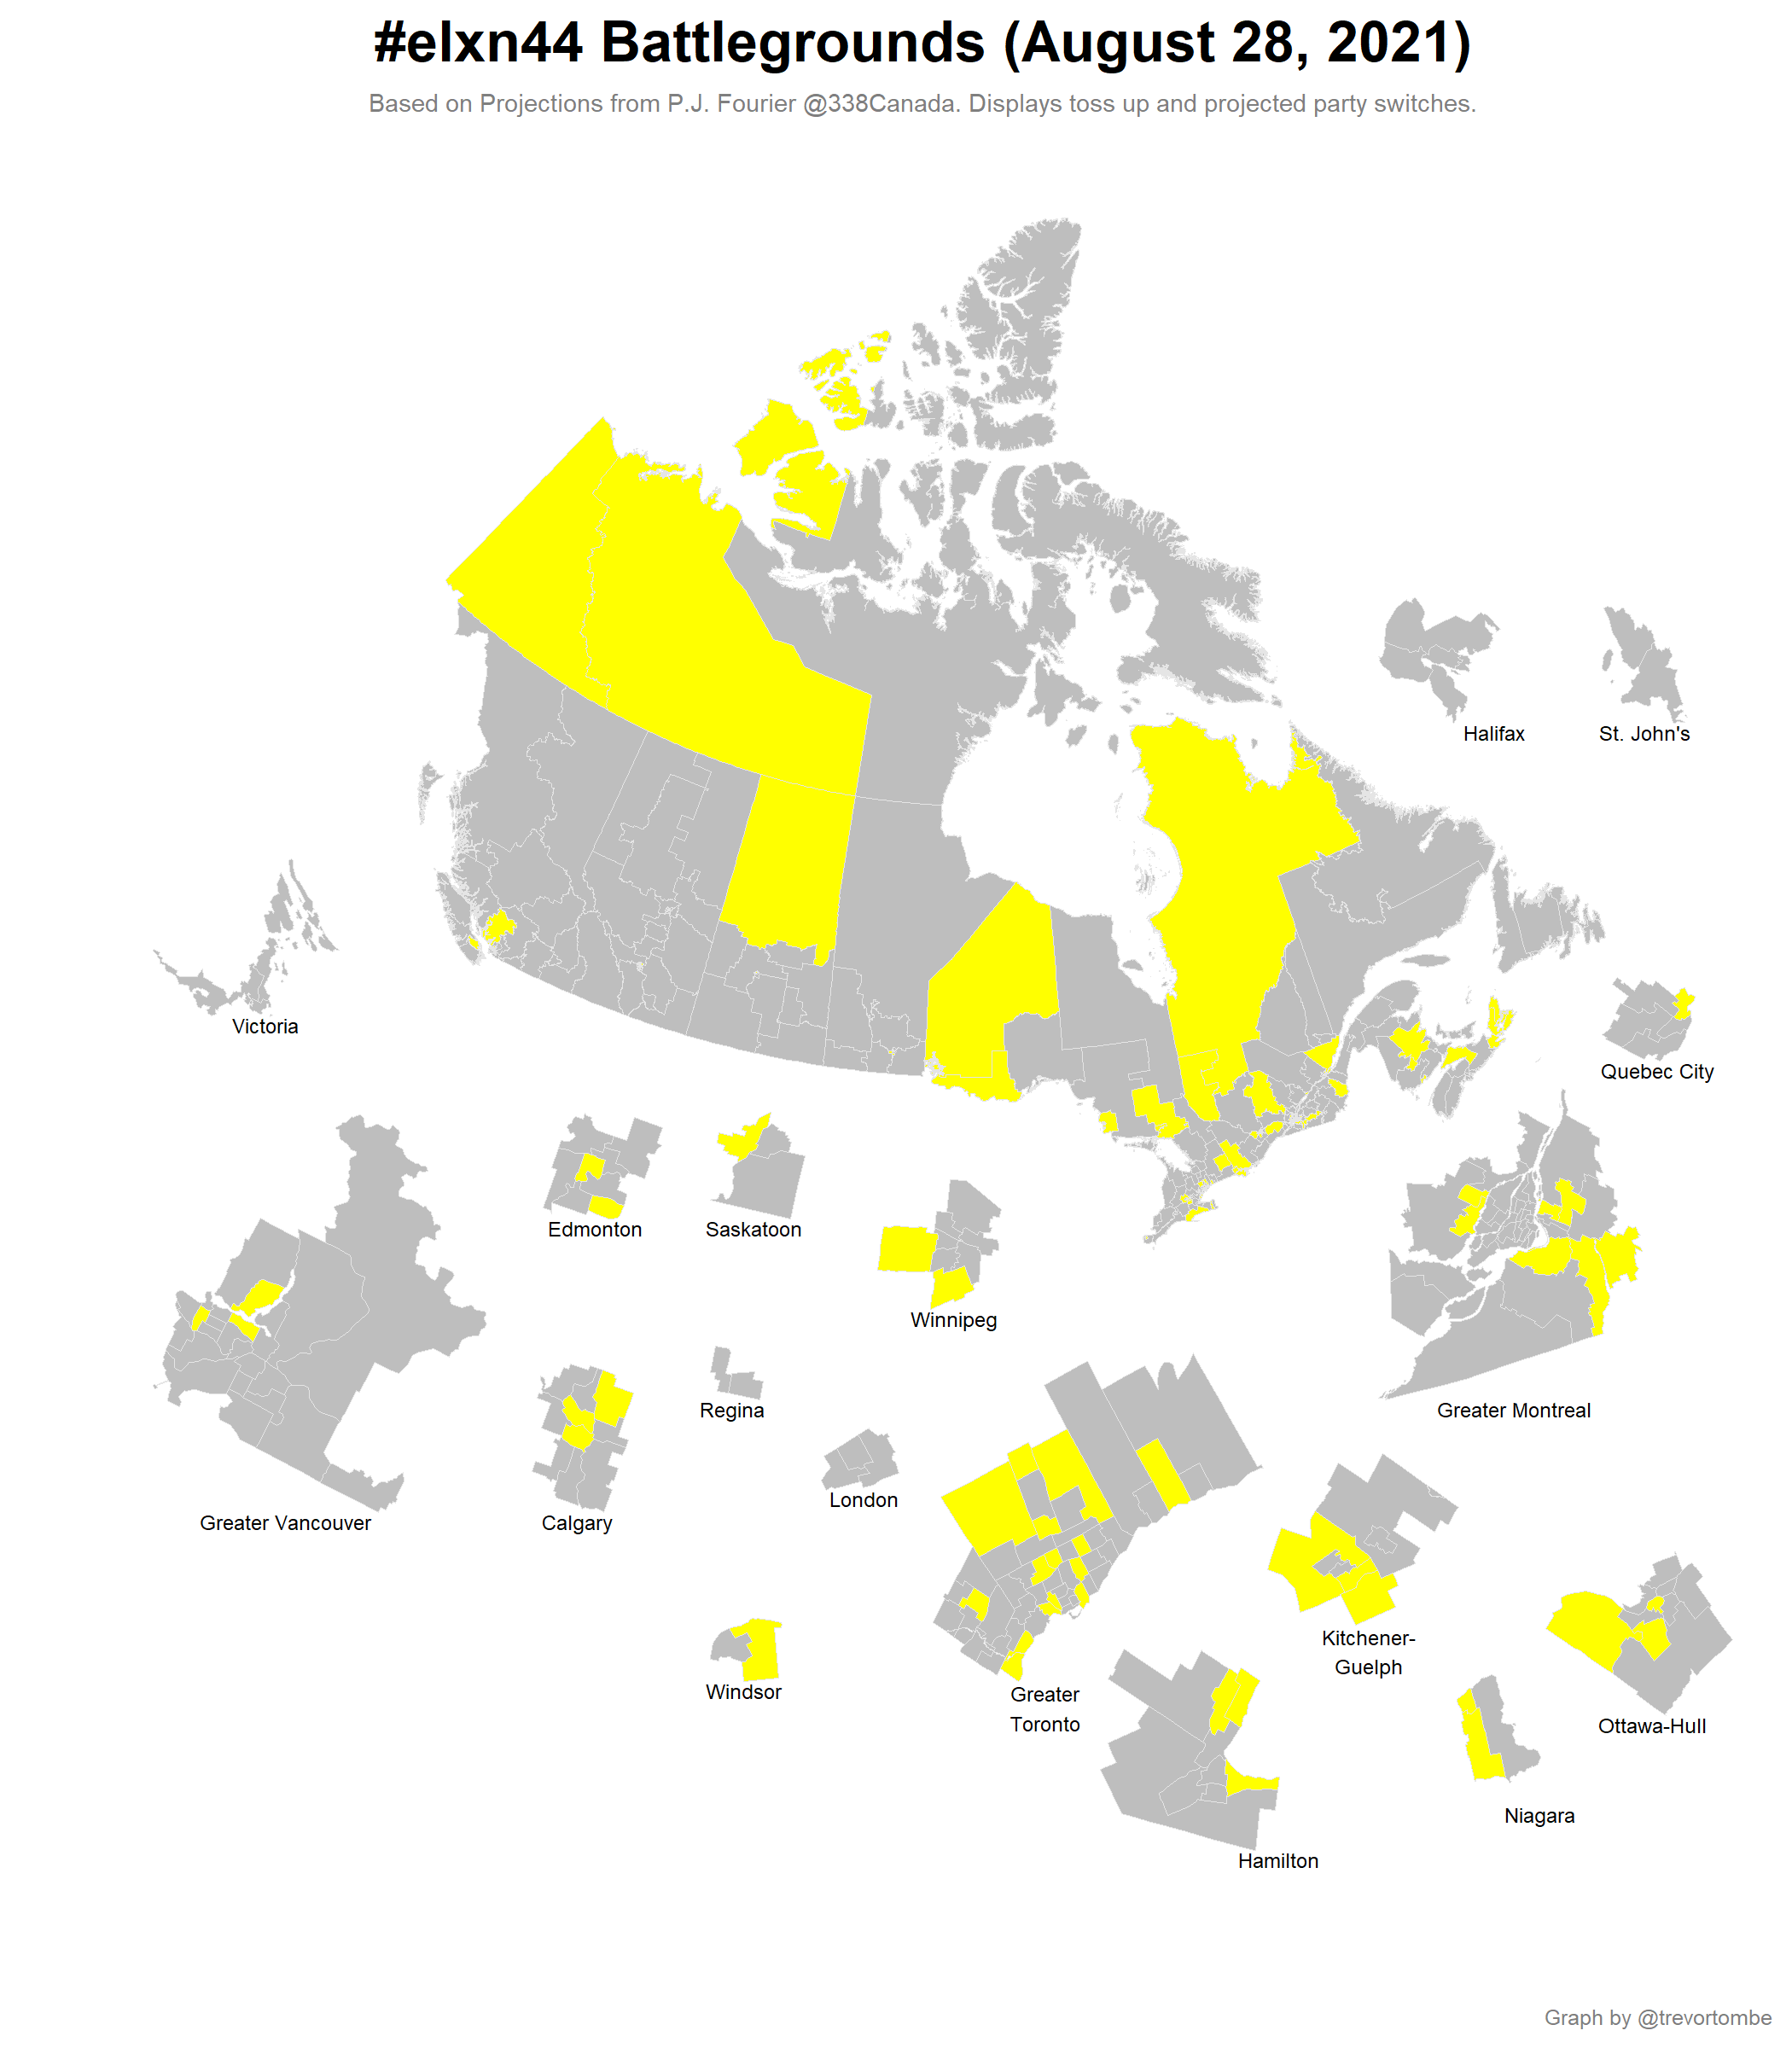 #elxn44 Battlegrounds (August 28, 2021)
Based on Projections from P.J. Fourier @338Canada. Displays toss up and projected party switches.
Halifax
St. John's
Victoria
Quebec City
Edmonton
Saskatoon
Winnipeg
Regina
Greater Montreal
London
Greater Vancouver
Calgary
Kitchener-
Guelph
Windsor
Greater
Toronto
Ottawa-Hull
Niagara
Hamilton
Graph by @trevortombe